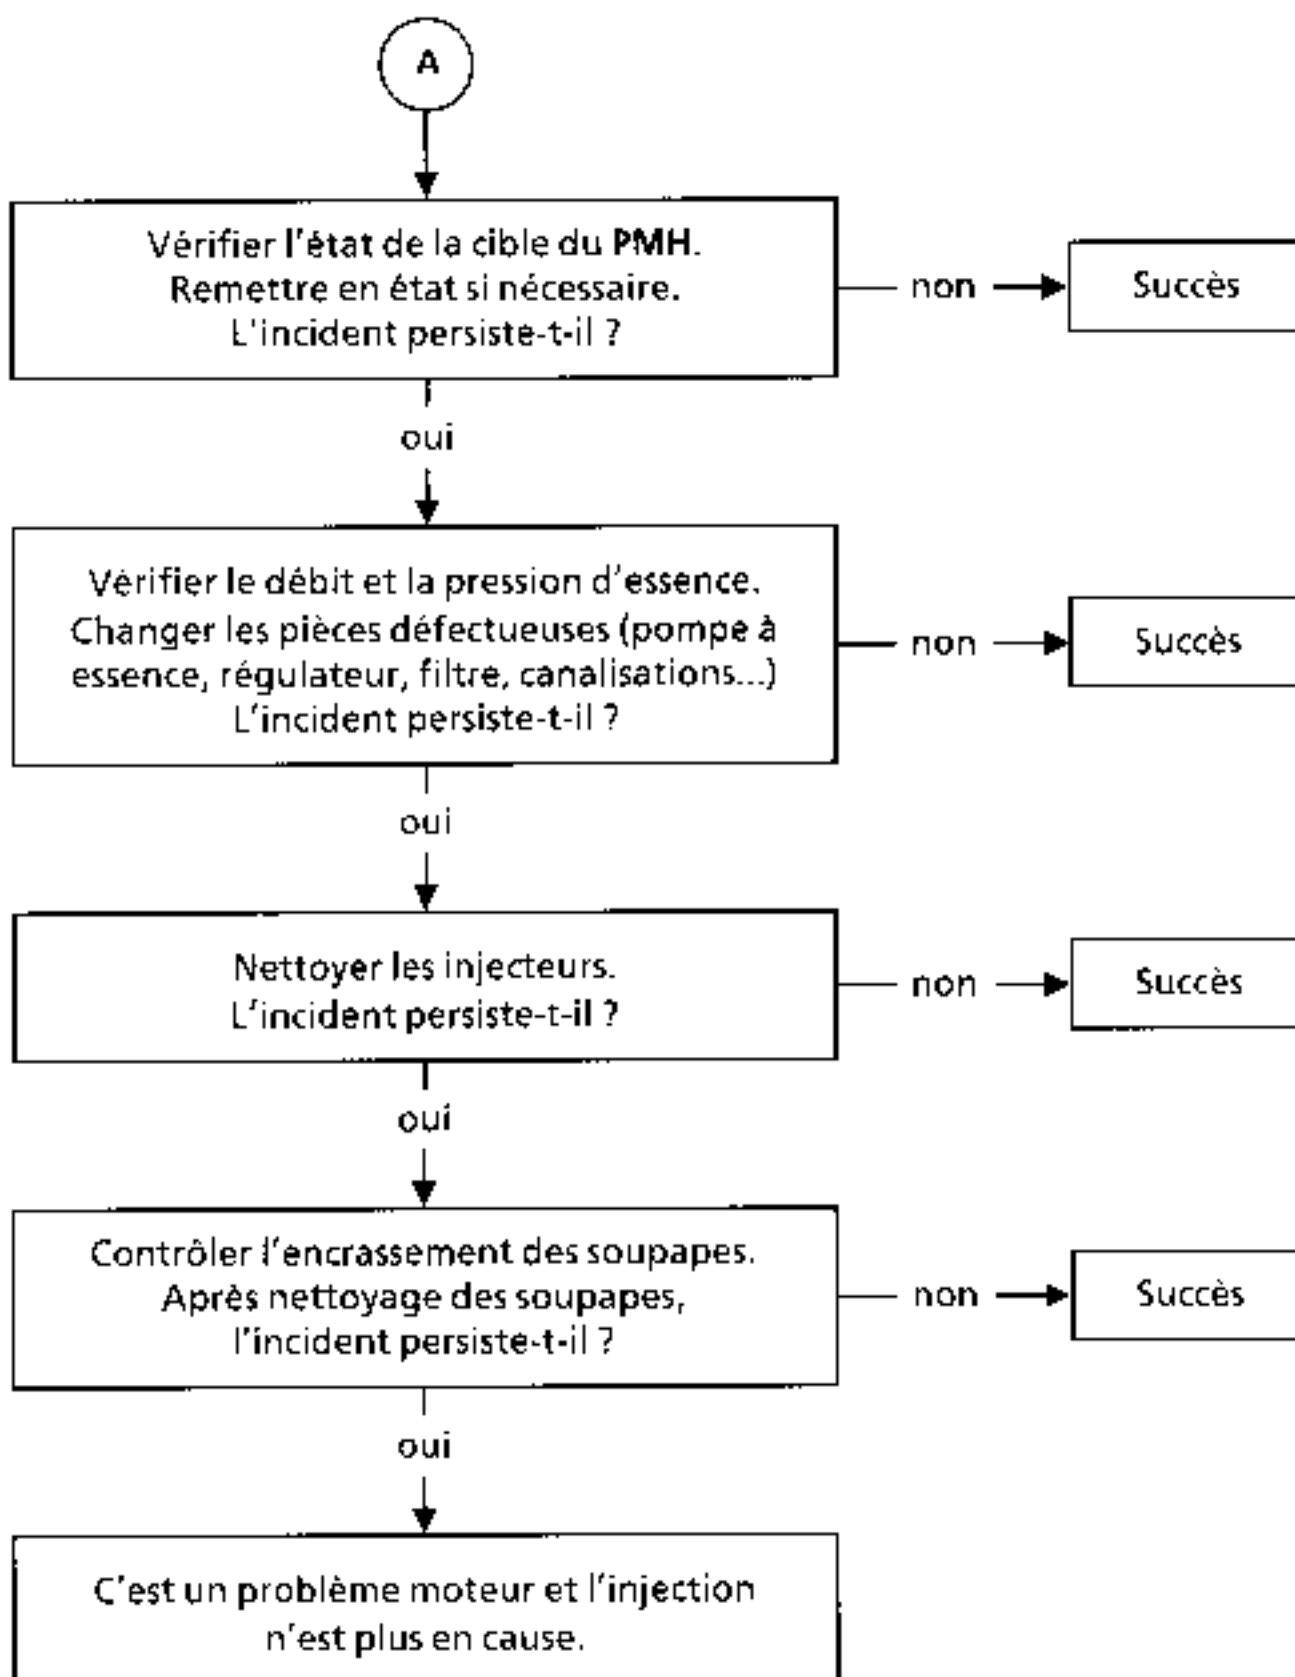 A
Vérifier l'état de la cible du PMH.
Remettre en état si nécessaire.
L'incident persiste-t-il ?
non
Succès
oui
Vérifier le débit et la pression d'essence.
Changer les pièces défectueuses (pompe à
essence, régulateur, filtre, canalisations...)
L'incident persiste-t-il ?
non
Succès
oui
Nettoyer les injecteurs.
L'incident persiste-t-il ?
non
Succès
oui
Contrôler l'encrassement des soupapes.
Après nettoyage des soupapes,
l'incident persiste-t-il ?
non
Succès
oui
C'est un problème moteur et l'injection
n'est plus en cause.